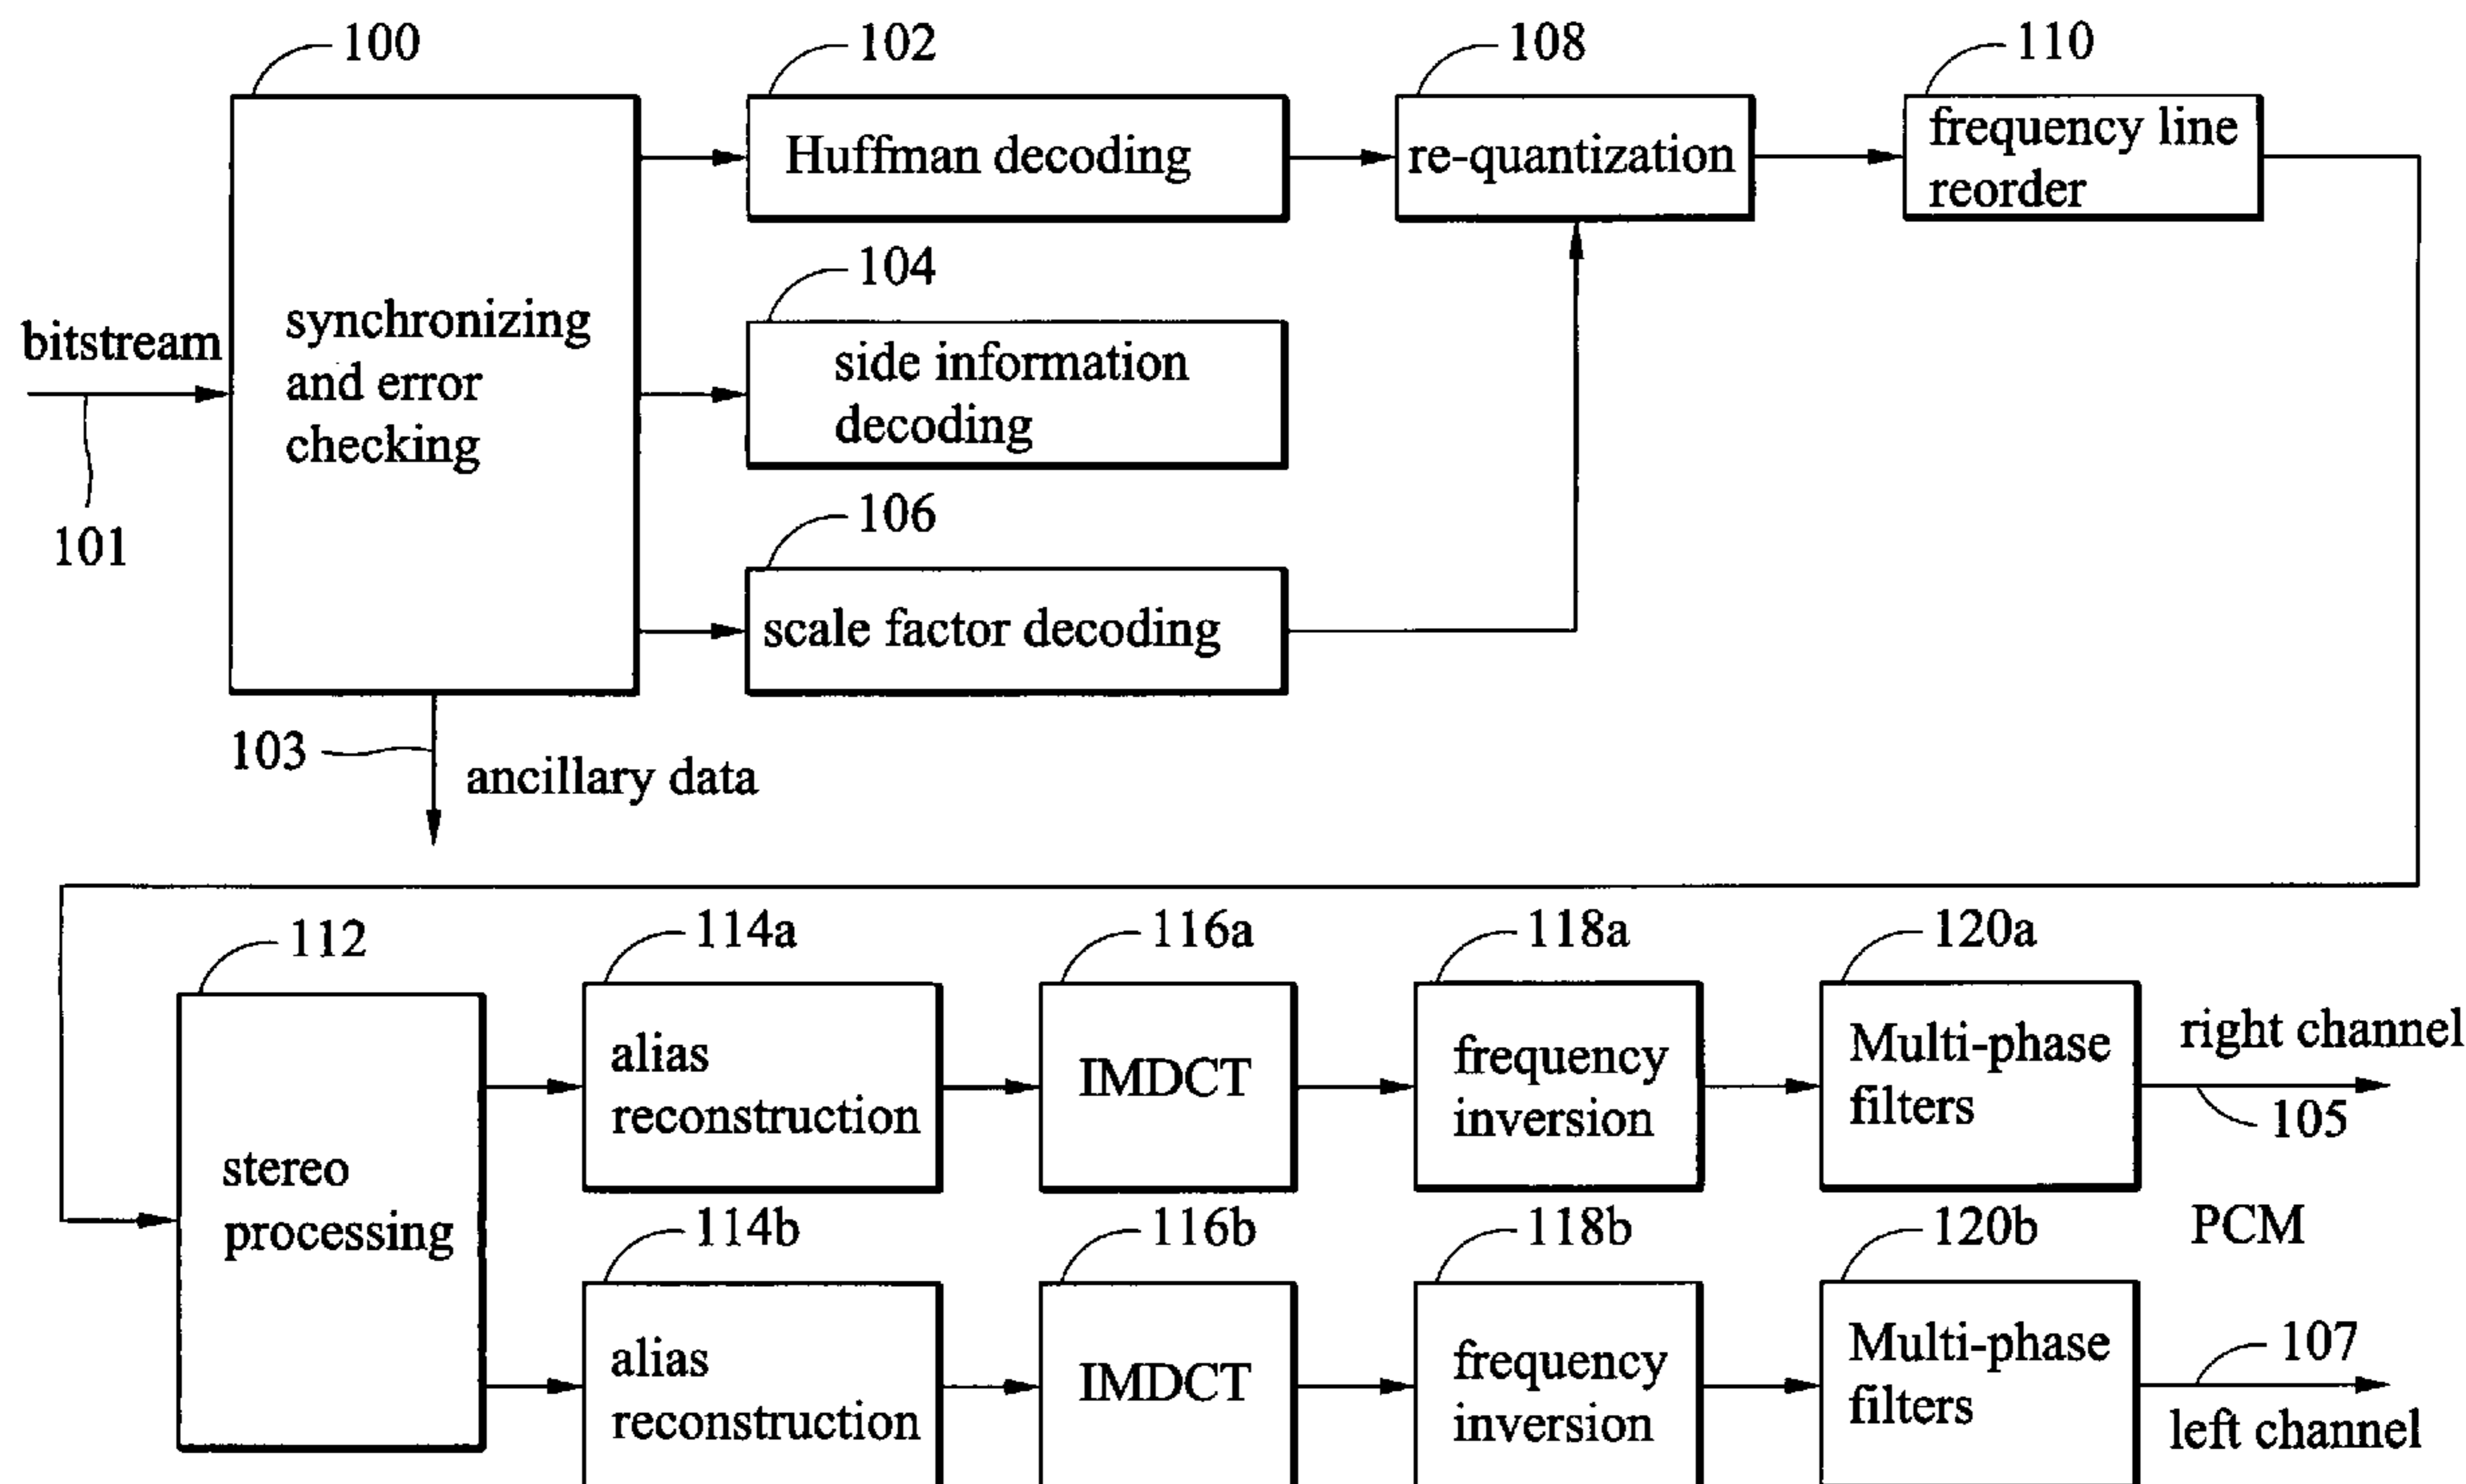 100
102
108
110
bitstream
101
synchronizing
and error
checking
Huffman decoding
re-quantization
frequency line
reorder
104
side information
decoding
106
scale factor decoding
103
ancillary data
112
114a
116a
118a
120a
stereo
processing
alias
reconstruction
IMDCT
frequency
inversion
Multi-phase
filters
right channel
105
114b
116b
118b
120b
PCM
alias
reconstruction
IMDCT
frequency
inversion
Multi-phase
filters
107
left channel